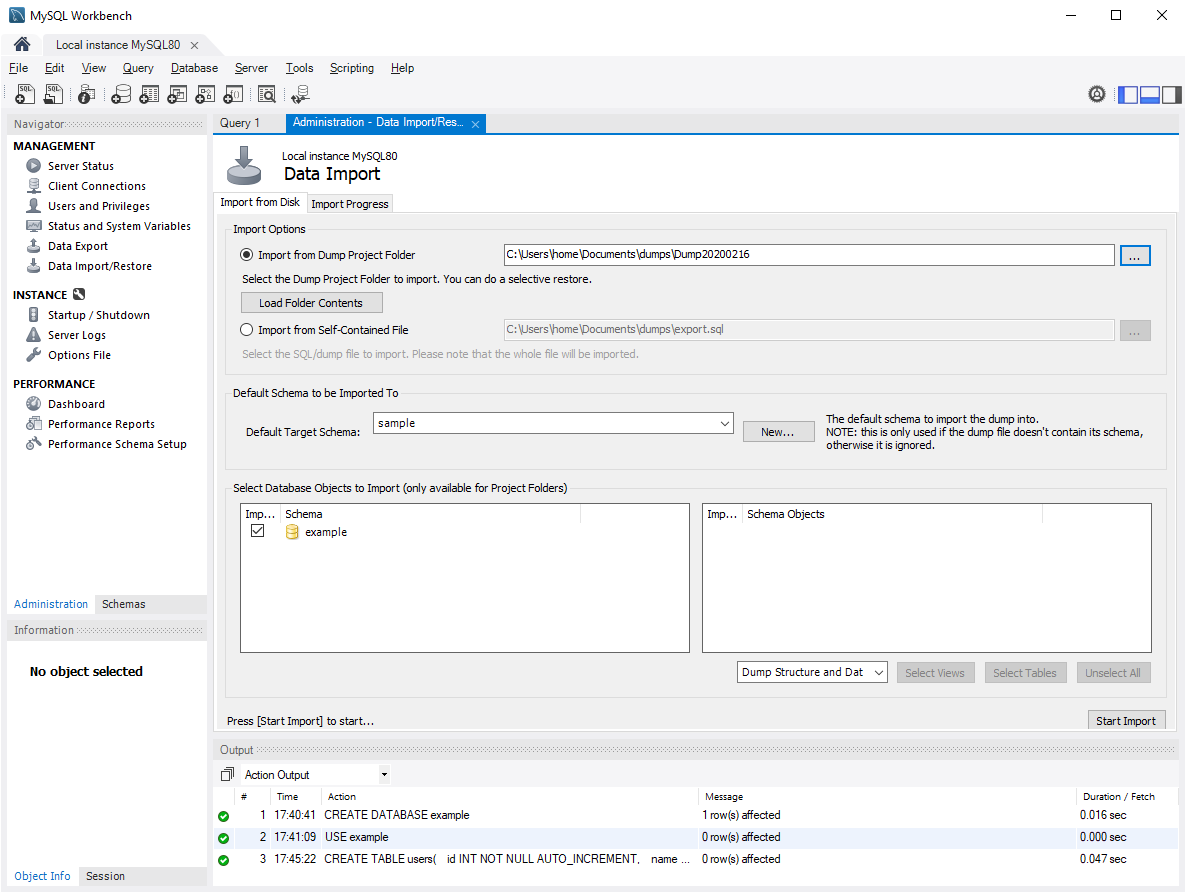 MySQL Workbench
Local instance MySQL80
File Edit View Query Database Server Tools Scripting Help
Navigator
MANAGEMENT
Server Status
Client Connections
Users and Privileges
Status and System Variables
Data Export
Data Import/Restore
INSTANCE
Startup / Shutdown
Server Logs
Options File
PERFORMANCE
Dashboard
Performance Reports
Performance Schema Setup
Administration Schemas
Information
No object selected
Object Info Session
Query 1 Administration - Data Import/Res...
Local instance MySQL80
Data Import
Import from Disk Import Progress
Import Options
Import from Dump Project Folder C:\Users\home\Documents\dumps\Dump20200216 ...
Select the Dump Project Folder to import. You can do a selective restore.
Load Folder Contents
Import from Self-Contained File C:\Users\home\Documents\dumps\export.sql ...
Select the SQL/dump file to import. Please note that the whole file will be imported.
Default Schema to be Imported To
Default Target Schema: sample New...
The default schema to import the dump into.
NOTE: this is only used if the dump file doesn't contain its schema,
otherwise it is ignored.
Select Database Objects to Import (only available for Project Folders)
Imp... Schema
example
Imp... Schema Objects
Dump Structure and Dat Select Views Select Tables Unselect All
Press [Start Import] to start... Start Import
Output
Action Output
# Time Action Message Duration / Fetch
1 17:40:41 CREATE DATABASE example 1 row(s) affected 0.016 sec
2 17:41:09 USE example 0 row(s) affected 0.000 sec
3 17:45:22 CREATE TABLE users( id INT NOT NULL AUTO_INCREMENT, name ... 0 row(s) affected 0.047 sec